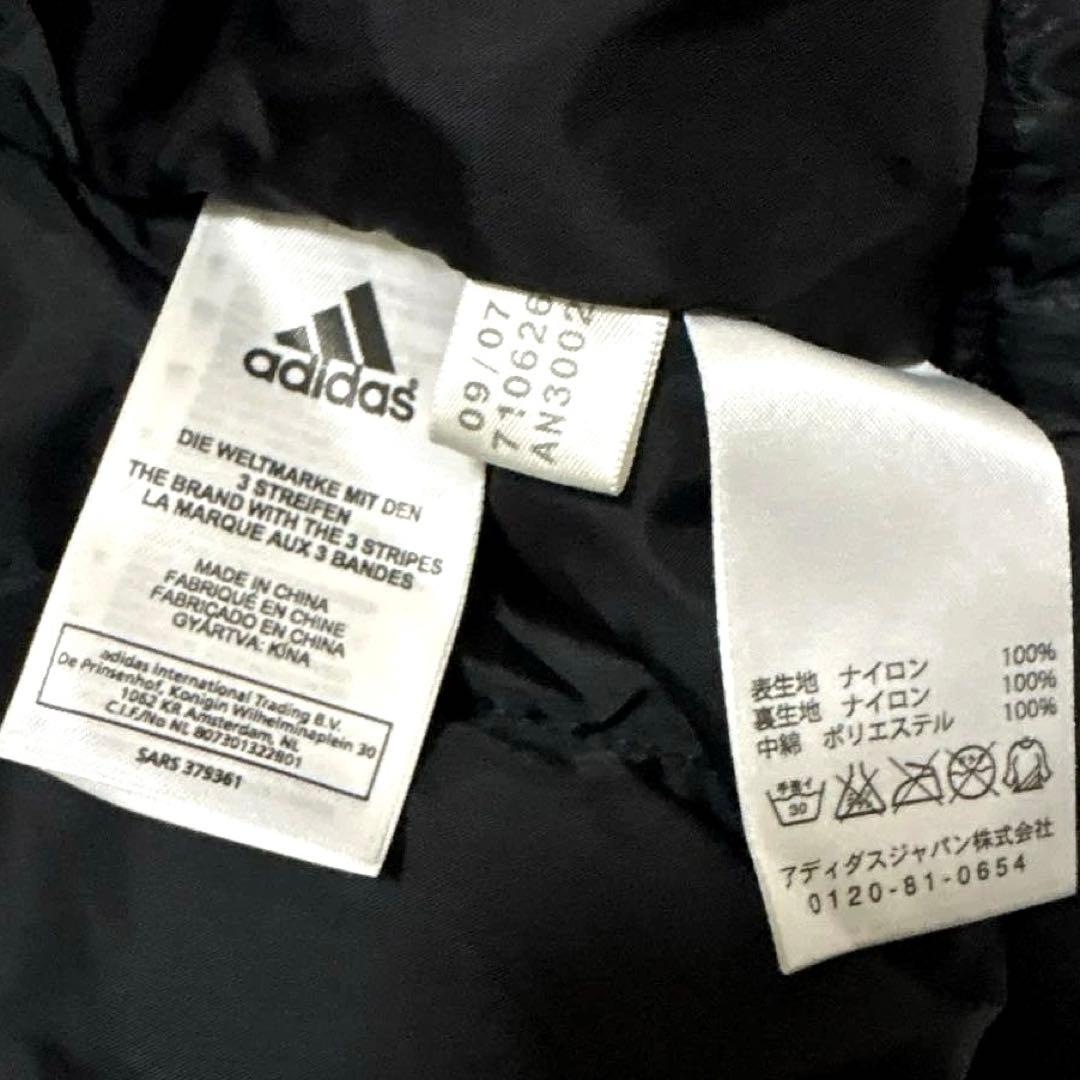 adidas
DIE WELTMARKE MIT DEN
3 STREIFEN
THE BRAND WITH THE 3 STRIPES
LA MARQUE AUX 3 BANDES
MADE IN CHINA
FABRIQUÉ EN CHINE
FABRICADO EN CHINA
GYÁRTVA: KÍNA
adidas International Trading B.V.
De Prinsenhof, Konigin Wilhelminaplein 30
1062 KR Amsterdam, NL
C.I.F/No NL 807301322B01
SARS 379361
09/07
710626
AN3002
表生地 ナイロン 100%
裏生地 ナイロン 100%
中綿 ポリエステル 100%
手洗イ
30
アディダスジャパン株式会社
0120-81-0654